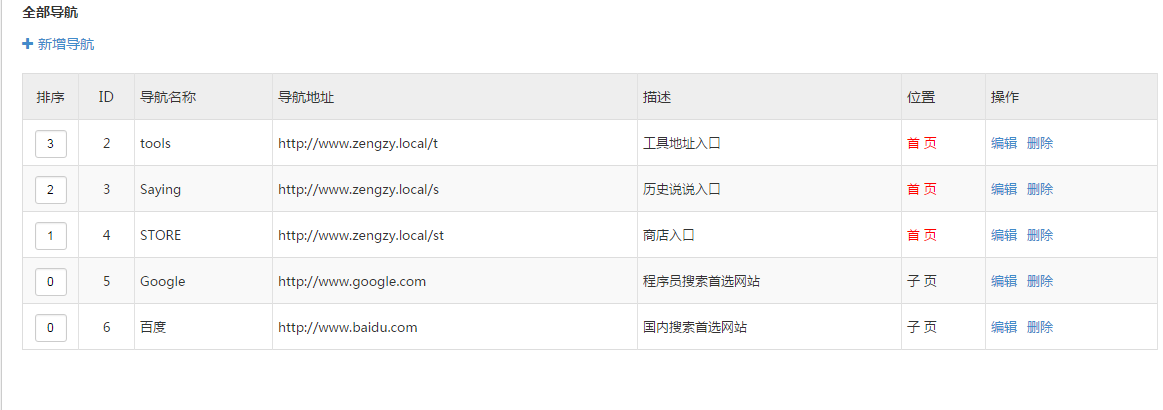 全部导航
新增导航
排序 ID 导航名称 导航地址 描述 位置 操作
3 2 tools http://www.zengzy.local/t 工具地址入口 首 页 编辑 删除
2 3 Saying http://www.zengzy.local/s 历史说说入口 首 页 编辑 删除
1 4 STORE http://www.zengzy.local/st 商店入口 首 页 编辑 删除
0 5 Google http://www.google.com 程序员搜索首选网站 子 页 编辑 删除
0 6 百度 http://www.baidu.com 国内搜索首选网站 子 页 编辑 删除